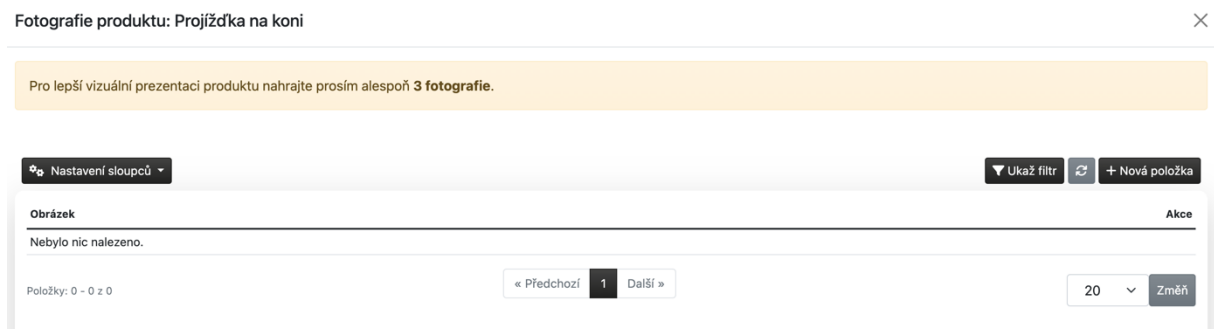 Fotografie produktu: Projížďka na koni
Pro lepší vizuální prezentaci produktu nahrajte prosím alespoň 3 fotografie.
Nastavení sloupců
Ukaž filtr
+ Nová položka
Obrázek
Akce
Nebylo nic nalezeno.
Položky: 0 - 0 z 0
« Předchozí 1 Další »
20
Změň